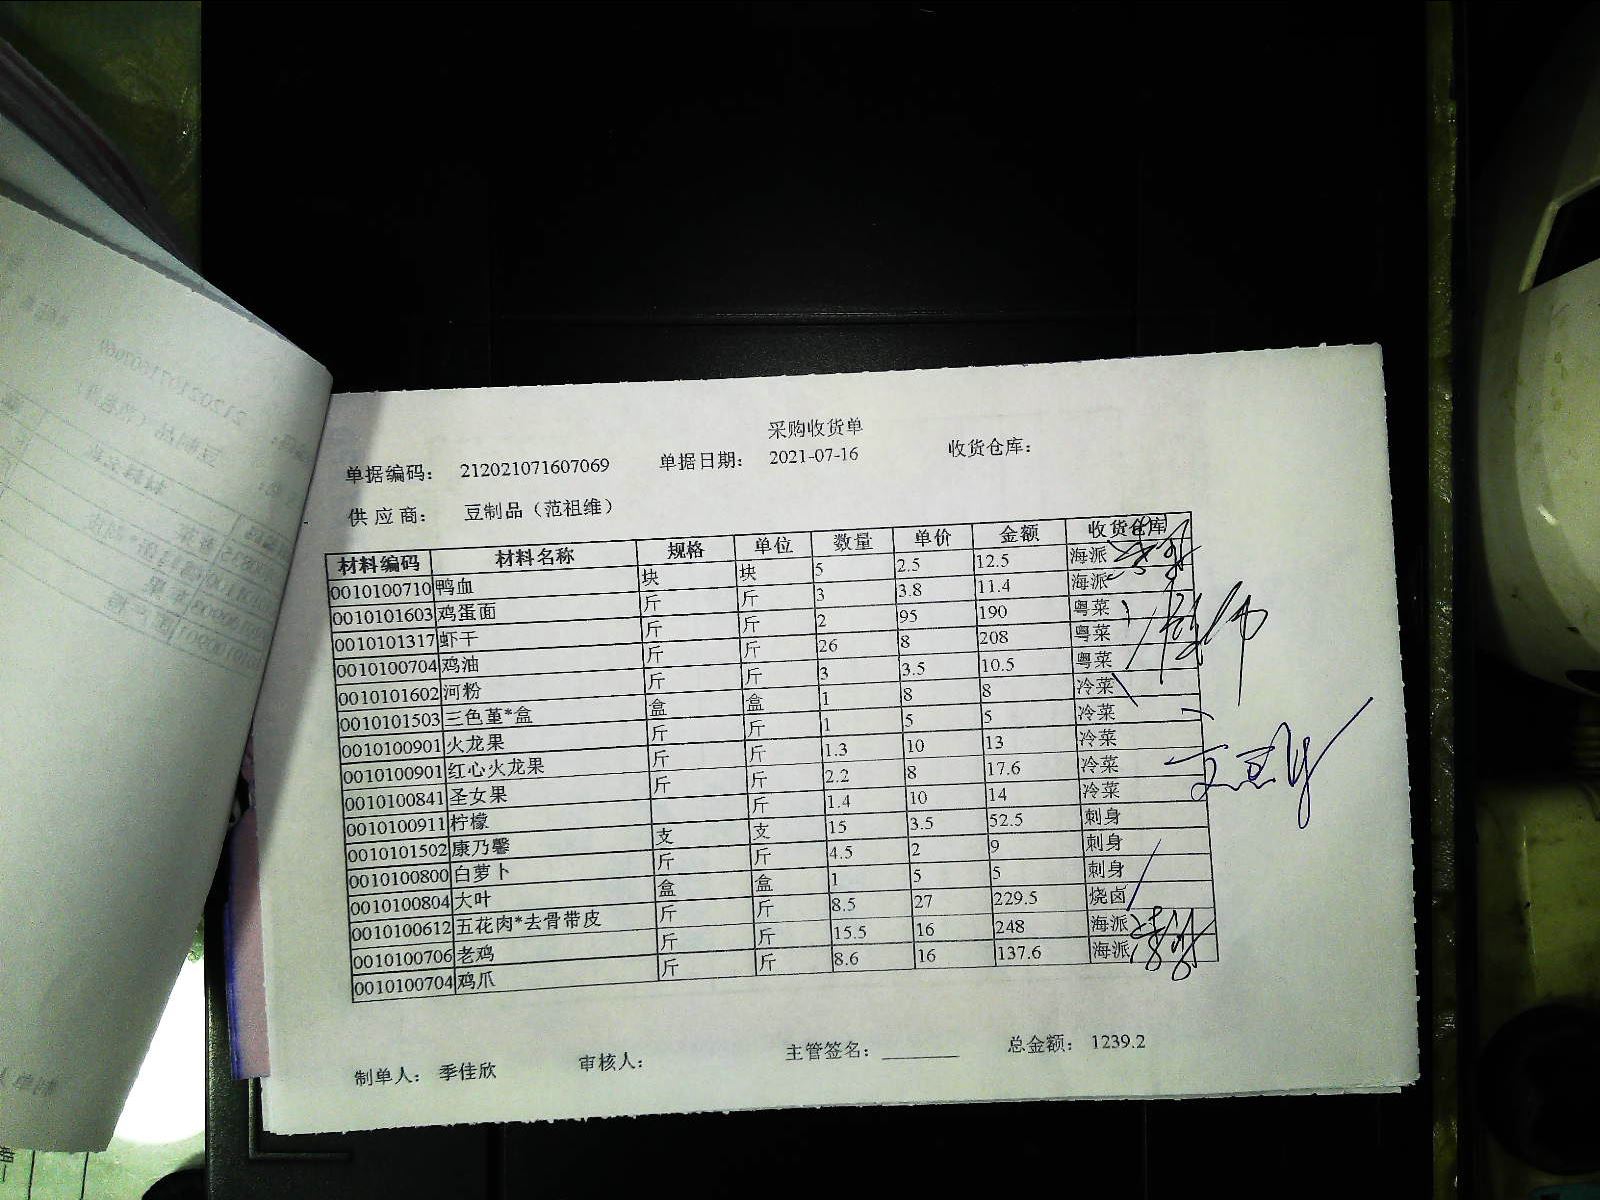 采购收货单
单据编码： 212021071607069 单据日期： 2021-07-16 收货仓库：
供 应 商： 豆制品（范祖维）
材料编码 材料名称 规格 单位 数量 单价 金额 收货仓库
0010100710 鸭血 块 块 5 2.5 12.5 海派
0010101603 鸡蛋面 斤 斤 3 3.8 11.4 海派
0010101317 虾干 斤 斤 2 95 190 粤菜
0010100704 鸡油 斤 斤 26 8 208 粤菜
0010101602 河粉 斤 斤 3 3.5 10.5 粤菜
0010101503 三色堇*盒 盒 盒 1 8 8 冷菜
0010100901 火龙果 斤 斤 1 5 5 冷菜
0010100901 红心火龙果 斤 斤 1.3 10 13 冷菜
0010100841 圣女果 斤 斤 2.2 8 17.6 冷菜
0010100911 柠檬 斤 1.4 10 14 冷菜
0010101502 康乃馨 支 支 15 3.5 52.5 刺身
0010100800 白萝卜 斤 斤 4.5 2 9 刺身
0010100804 大叶 盒 盒 1 5 5 刺身
0010100612 五花肉*去骨带皮 斤 斤 8.5 27 229.5 烧卤
0010100706 老鸡 斤 斤 15.5 16 248 海派
0010100704 鸡爪 斤 斤 8.6 16 137.6 海派
制单人： 季佳欣 审核人： 主管签名：________ 总金额： 1239.2